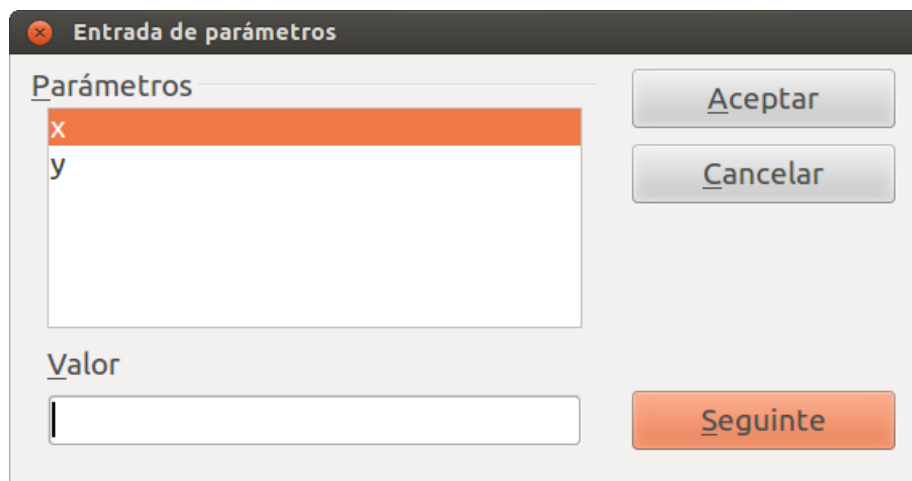 Entrada de parámetros
Parámetros
x
y
Valor
Aceptar
Cancelar
Seguinte